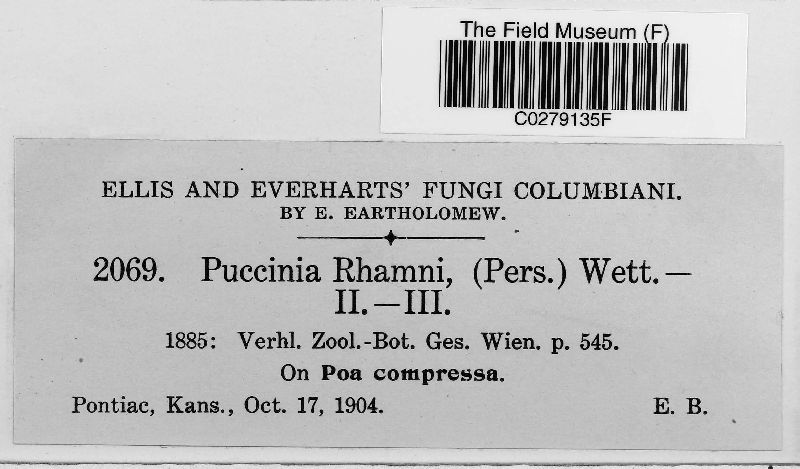 The Field Museum (F)
C0279135F
ELLIS AND EVERHARTS' FUNGI COLUMBIANI.
BY E. EARTHOLOMEW.
2069. Puccinia Rhamni, (Pers.) Wett.—
II.—III.
1885: Verhl. Zool.-Bot. Ges. Wien. p. 545.
On Poa compressa.
Pontiac, Kans., Oct. 17, 1904. E. B.